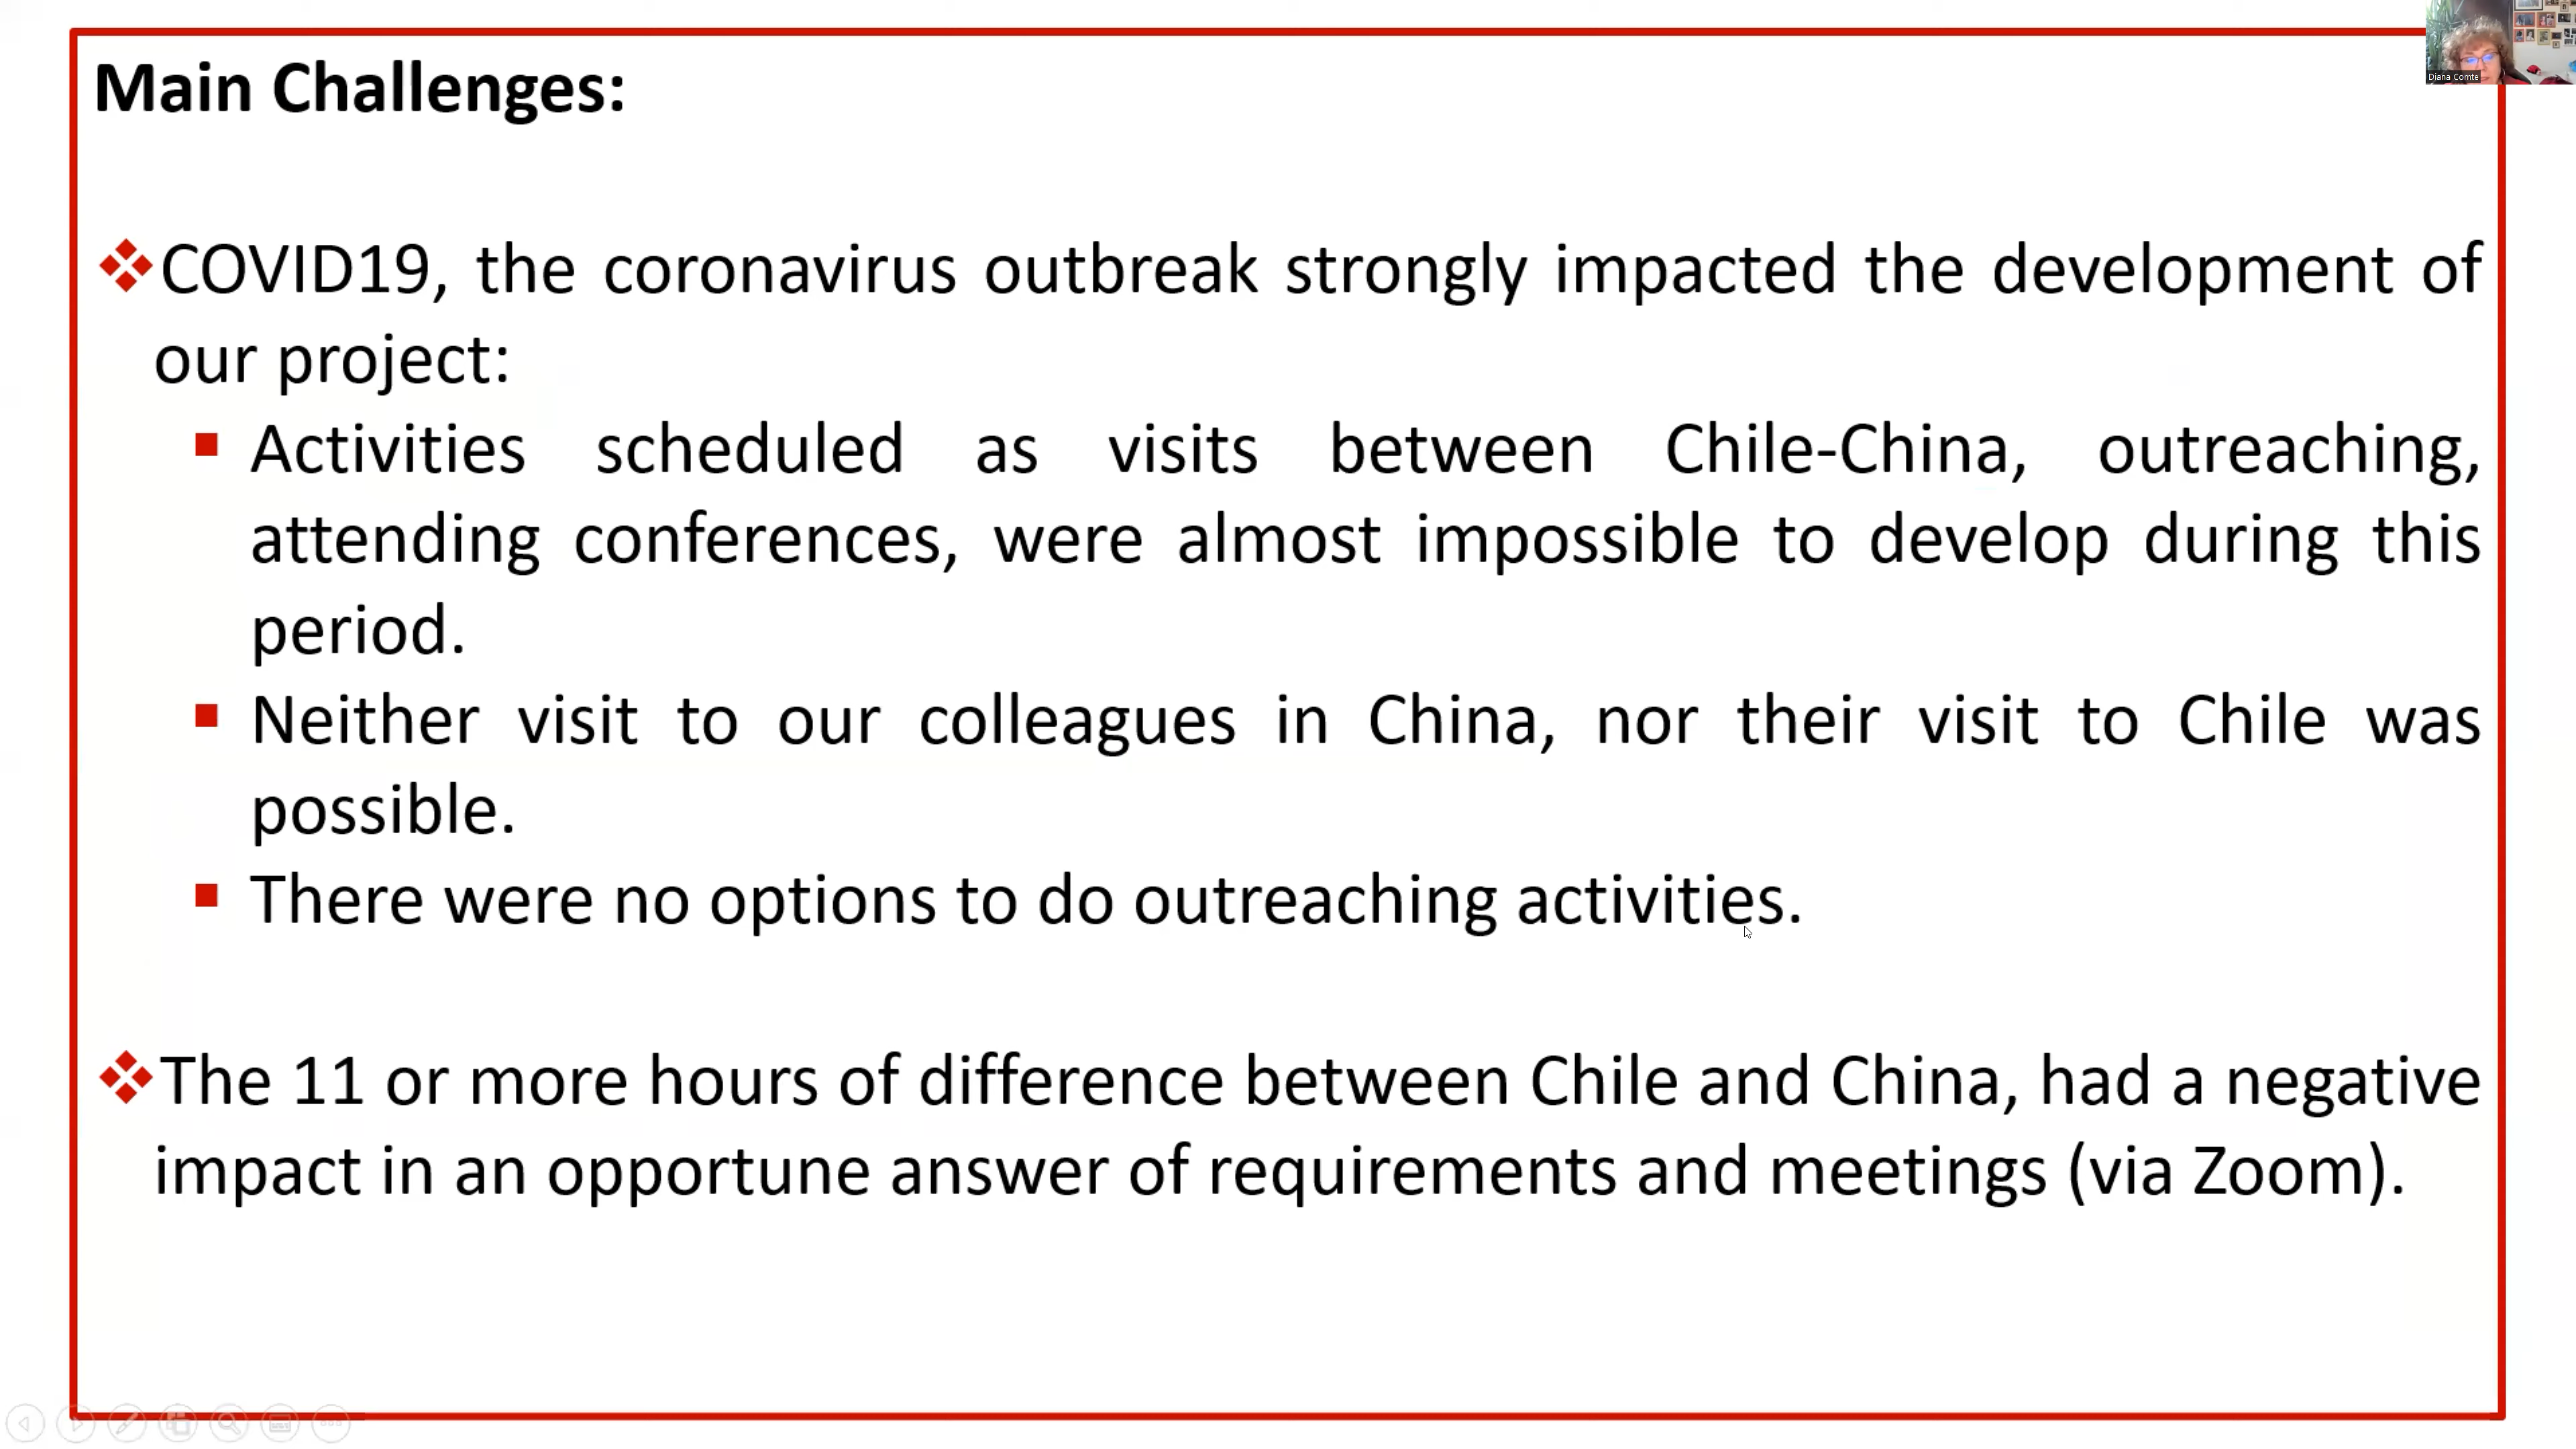 Main Challenges:
Diana Comte
COVID19, the coronavirus outbreak strongly impacted the development of
our project:
Activities scheduled as visits between Chile-China, outreaching,
attending conferences, were almost impossible to develop during this
period.
Neither visit to our colleagues in China, nor their visit to Chile was
possible.
There were no options to do outreaching activities.
The 11 or more hours of difference between Chile and China, had a negative
impact in an opportune answer of requirements and meetings (via Zoom).